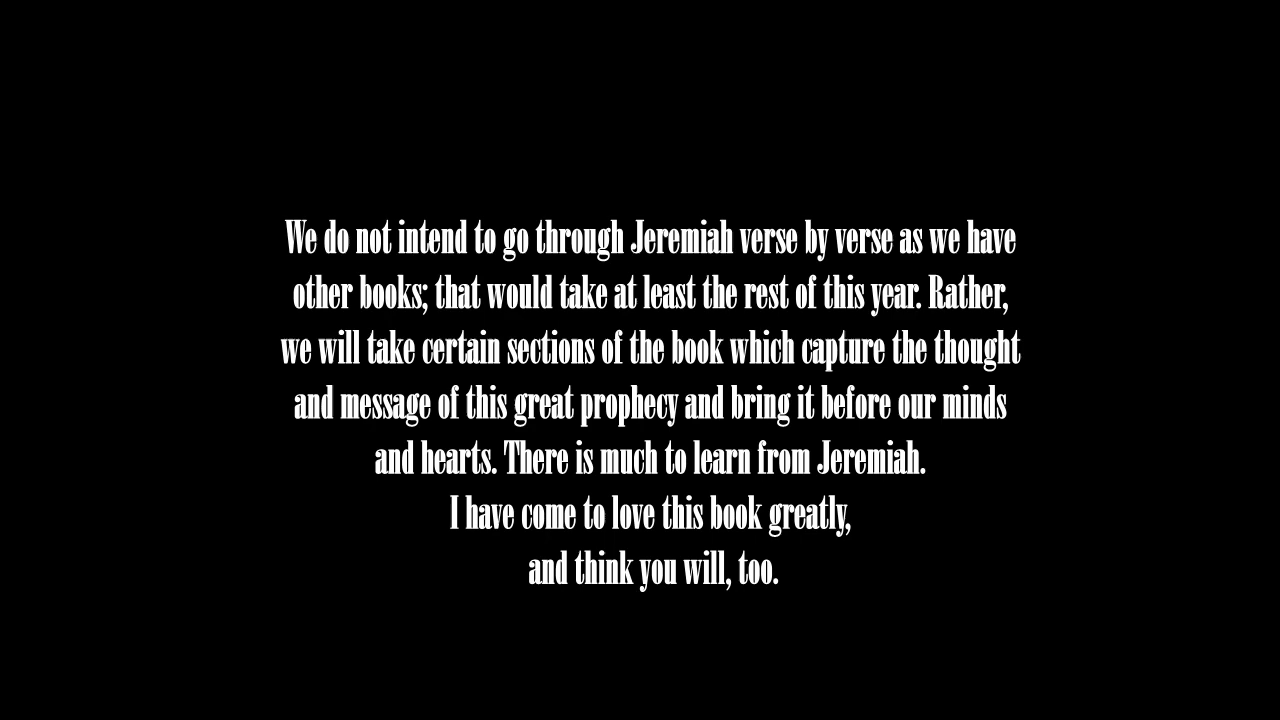 We do not intend to go through Jeremiah verse by verse as we have
other books; that would take at least the rest of this year. Rather,
we will take certain sections of the book which capture the thought
and message of this great prophecy and bring it before our minds
and hearts. There is much to learn from Jeremiah.
I have come to love this book greatly,
and think you will, too.